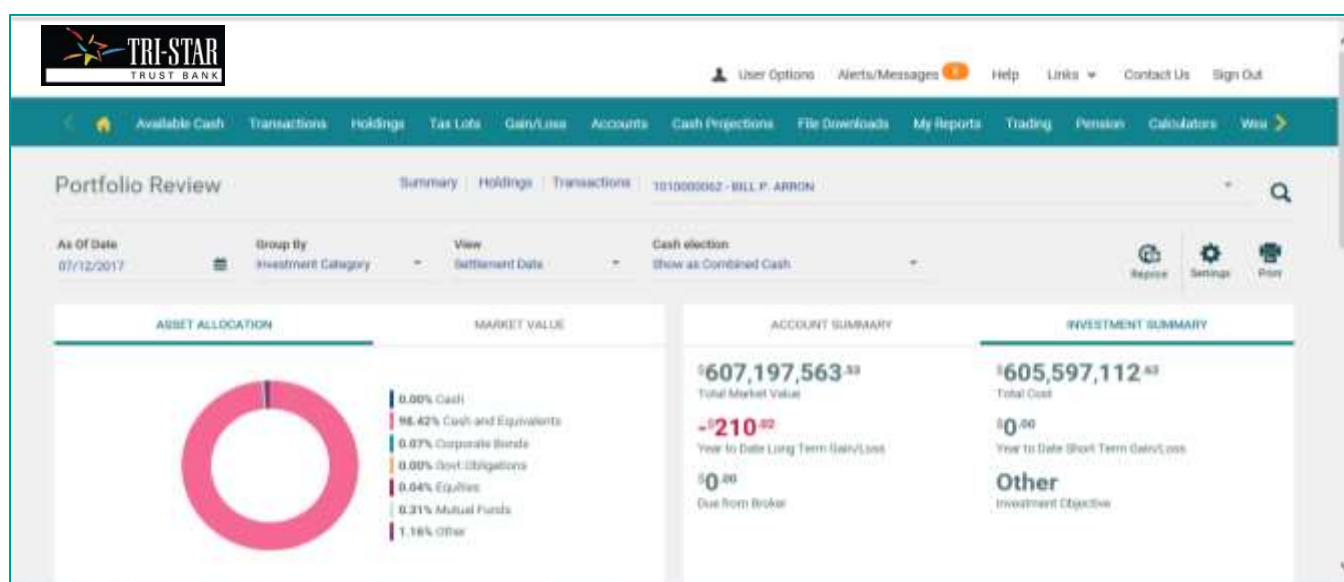 TRI-STAR
TRUST BANK
User Options Alerts/Messages Help Links Contact Us Sign Out
Available Cash Transactions Holdings Tax Lots Gain/Loss Accounts Cash Projections File Downloads My Reports Trading Pension Calculators
Portfolio Review Summary Holdings Transactions 1010000062 - BILL P. ARRON
As Of Date Group By View Cash election
07/12/2017 Investment Category Settlement Date Show as Combined Cash
Reprice Settings Print
ASSET ALLOCATION MARKET VALUE ACCOUNT SUMMARY INVESTMENT SUMMARY
0.00% Cash
98.42% Cash and Equivalents
0.07% Corporate Bonds
0.00% Govt Obligations
0.04% Equities
0.31% Mutual Funds
1.16% Other
$607,197,563 $605,597,112
Total Market Value Total Cost
-$210.02 $0.00
Year to Date Long Term Gain/Loss Year to Date Short Term Gain/Loss
$0.00 Other
Due from Broker Investment Objective